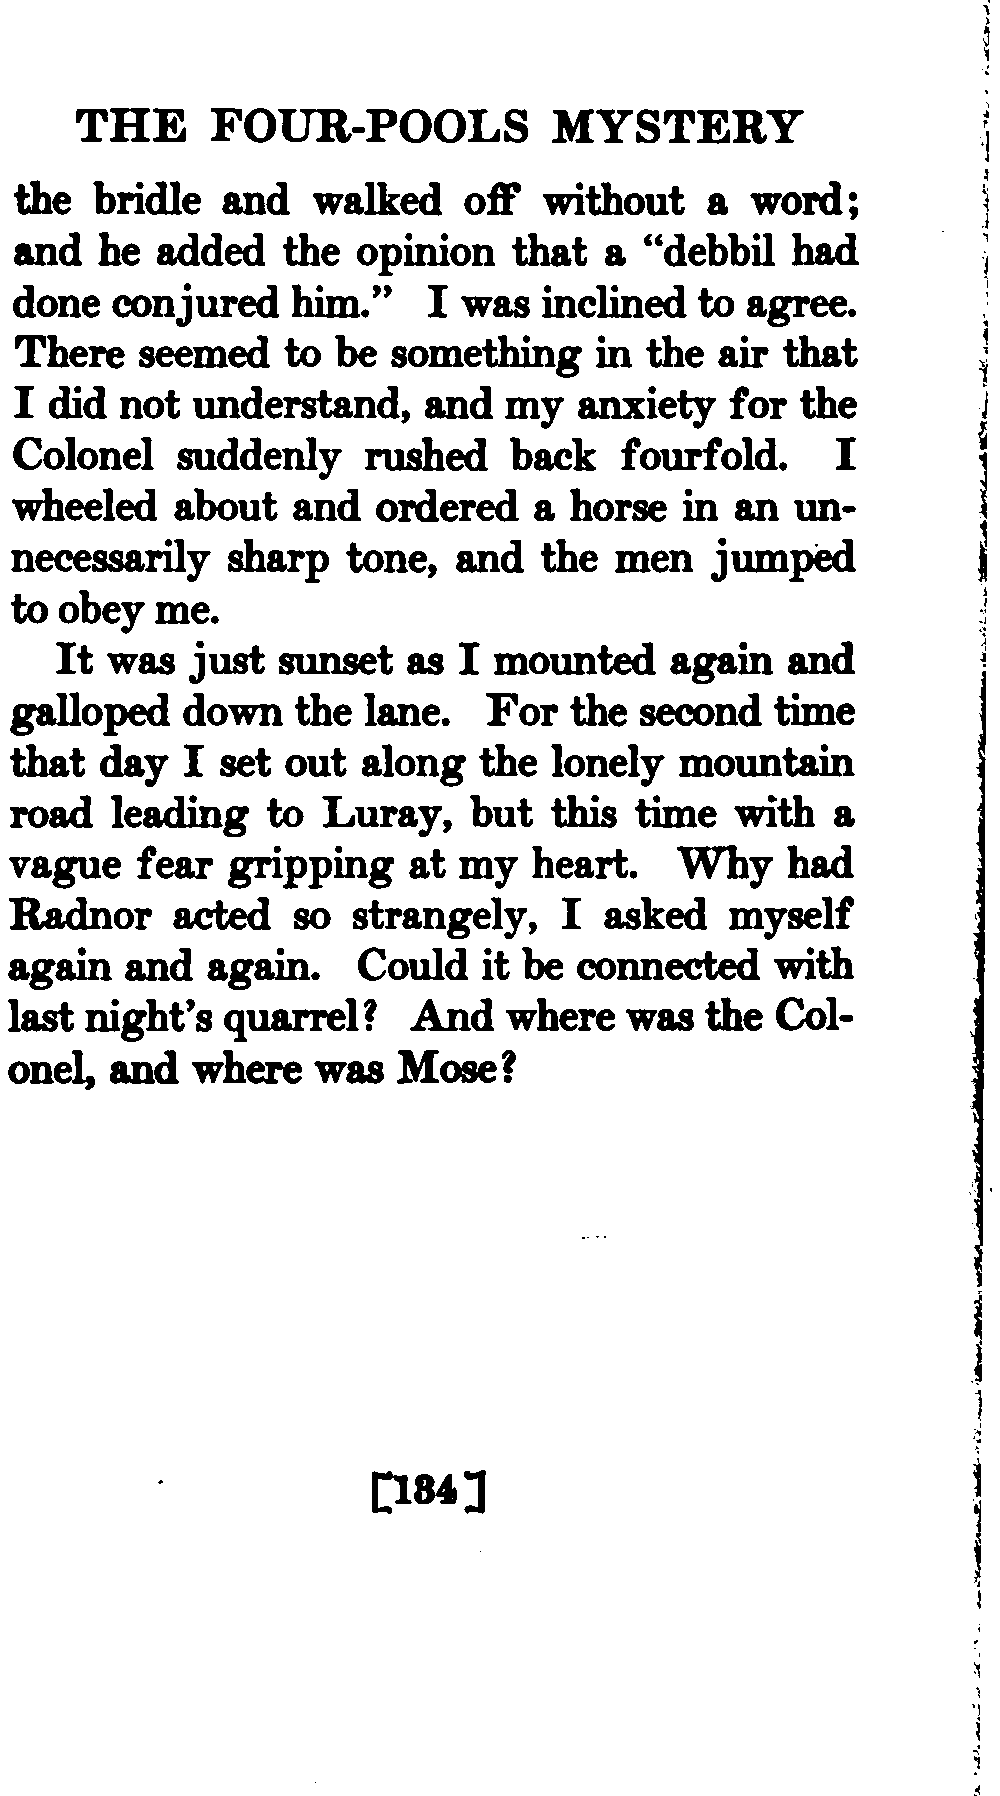 THE FOUR-POOLS MYSTERY
the bridle and walked off without a word;
and he added the opinion that a “debbil had
done conjured him.” I was inclined to agree.
There seemed to be something in the air that
I did not understand, and my anxiety for the
Colonel suddenly rushed back fourfold. I
wheeled about and ordered a horse in an un-
necessarily sharp tone, and the men jumped
to obey me.
It was just sunset as I mounted again and
galloped down the lane. For the second time
that day I set out along the lonely mountain
road leading to Luray, but this time with a
vague fear gripping at my heart. Why had
Radnor acted so strangely, I asked myself
again and again. Could it be connected with
last night’s quarrel? And where was the Col-
onel, and where was Mose?
[184]